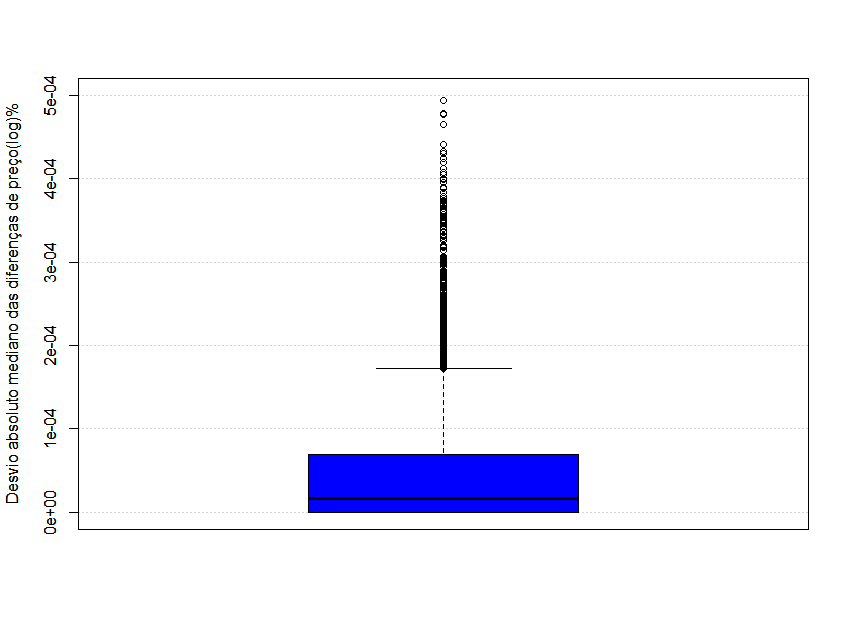 Desvio absoluto mediano das diferenças de preço(log)%
5e-04
4e-04
3e-04
2e-04
1e-04
0e+00